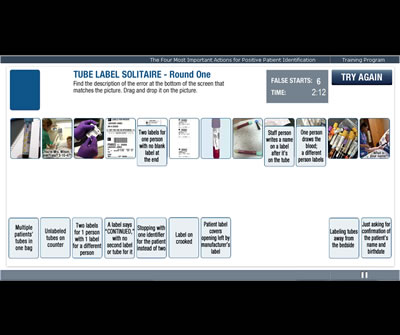 The Four Most Important Actions for Positive Patient Identification
Training Program
TUBE LABEL SOLITAIRE - Round One
Find the description of the error at the bottom of the screen that
matches the picture. Drag and drop it on the picture.
FALSE STARTS: 6
TIME: 2:12
TRY AGAIN
Two labels for
one person
with no blank
label at
the end
Staff person
writes a name
on a label
after it's
on the tube
One person
draws the
blood;
a different
person labels
Multiple
patients'
tubes in
one bag
Unlabeled
tubes on
counter
Two labels
for 1 person
with 1 label
for a different
person
A label says
"CONTINUED,"
with no
second label
or tube for it
Stopping with
one identifier
for the patient
instead of two
Label on
crooked
Patient label
covers
opening left by
manufacturer's
label
Labeling tubes
away from
the bedside
Just asking for
confirmation of
the patient's
name and
birthdate